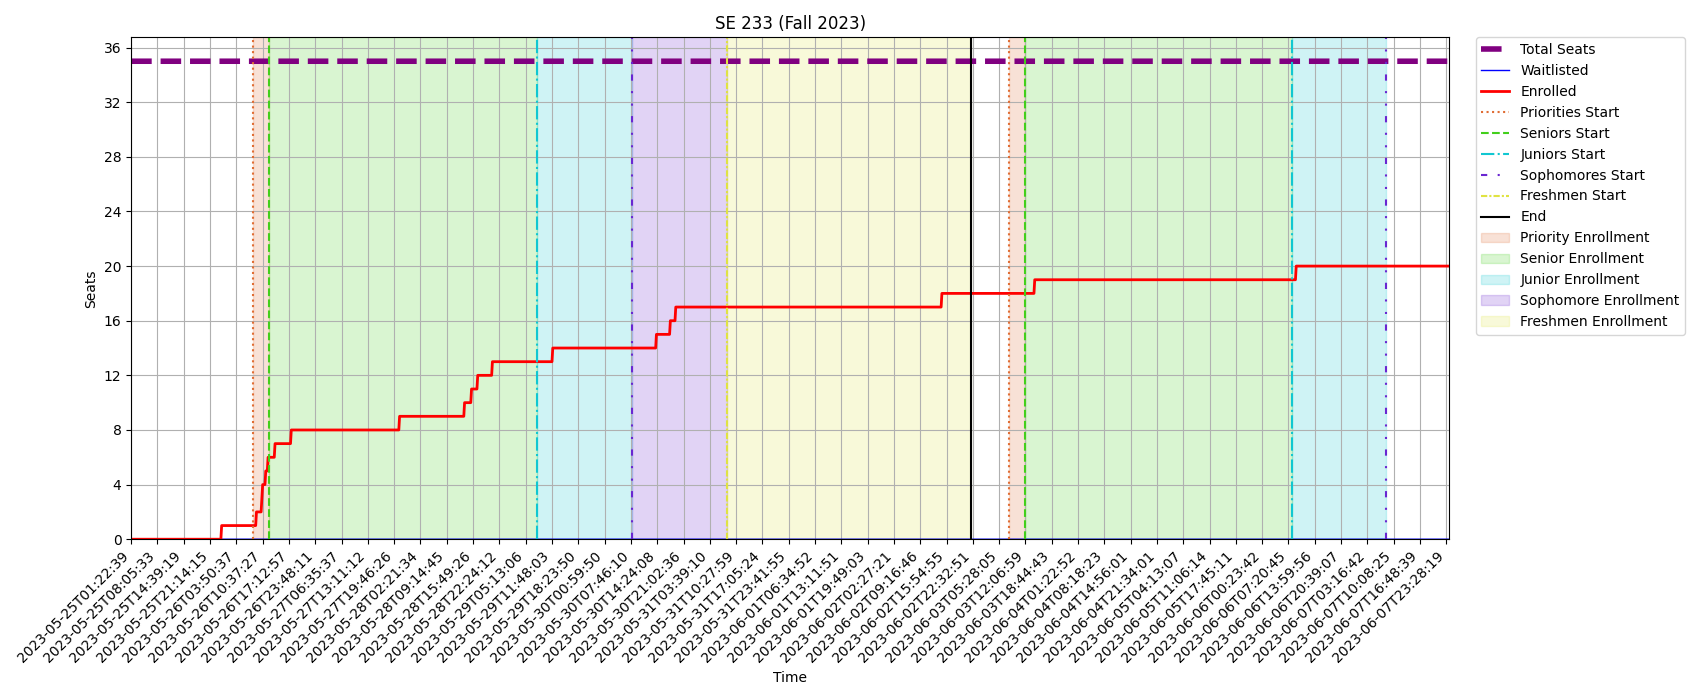 SE 233 (Fall 2023)
Seats
36
32
28
24
20
16
12
8
4
0
2023-05-25T01:22:39
2023-05-25T08:05:33
2023-05-25T14:39:19
2023-05-25T21:14:15
2023-05-26T03:50:37
2023-05-26T10:37:27
2023-05-26T17:12:57
2023-05-26T23:48:11
2023-05-27T06:35:37
2023-05-27T13:11:12
2023-05-27T19:46:26
2023-05-28T02:21:34
2023-05-28T09:14:45
2023-05-28T15:49:26
2023-05-28T22:24:12
2023-05-29T05:13:06
2023-05-29T11:48:03
2023-05-29T18:23:50
2023-05-30T00:59:50
2023-05-30T07:46:10
2023-05-30T14:24:08
2023-05-30T21:02:36
2023-05-31T03:39:10
2023-05-31T10:27:59
2023-05-31T17:05:24
2023-05-31T23:41:55
2023-06-01T06:34:52
2023-06-01T13:11:51
2023-06-01T19:49:03
2023-06-02T02:27:21
2023-06-02T09:16:46
2023-06-02T15:54:55
2023-06-02T22:32:51
2023-06-03T05:28:05
2023-06-03T12:06:59
2023-06-03T18:44:43
2023-06-04T01:22:52
2023-06-04T08:18:23
2023-06-04T14:56:01
2023-06-04T21:34:01
2023-06-05T04:13:07
2023-06-05T11:06:14
2023-06-05T17:45:11
2023-06-06T00:23:42
2023-06-06T07:20:45
2023-06-06T13:59:56
2023-06-06T20:39:07
2023-06-07T03:16:42
2023-06-07T10:08:25
2023-06-07T16:48:39
2023-06-07T23:28:19
Time
Total Seats
Waitlisted
Enrolled
Priorities Start
Seniors Start
Juniors Start
Sophomores Start
Freshmen Start
End
Priority Enrollment
Senior Enrollment
Junior Enrollment
Sophomore Enrollment
Freshmen Enrollment